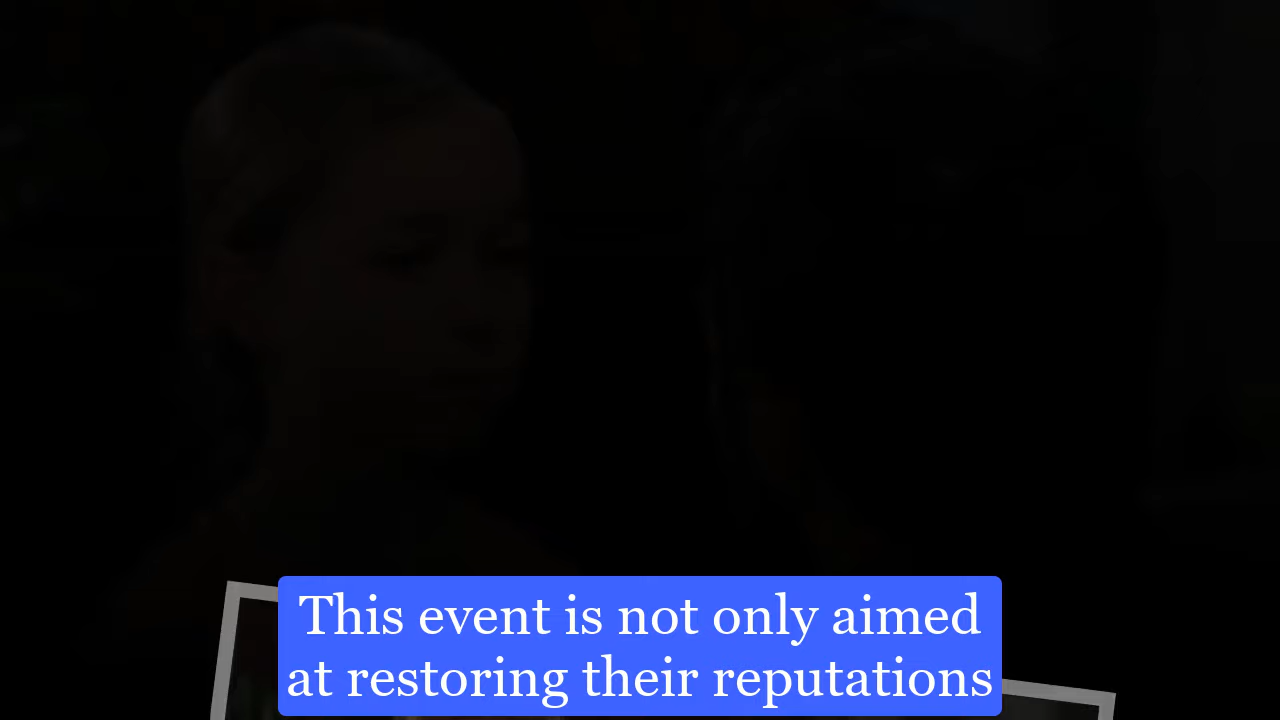 This event is not only aimed
at restoring their reputations